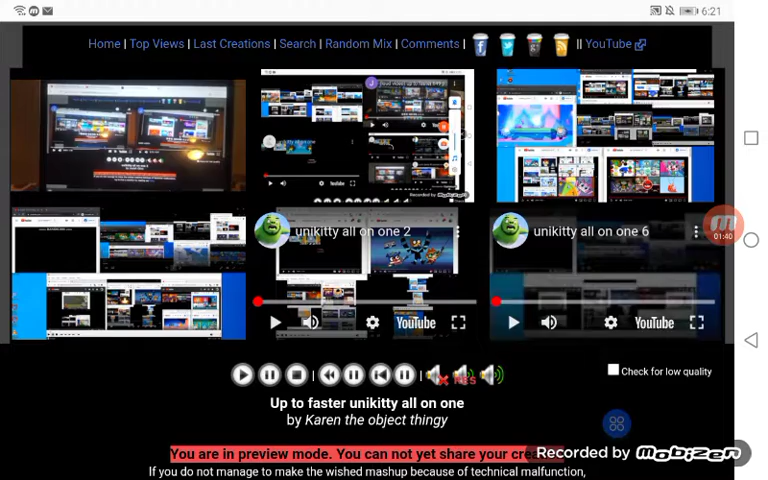 6:21
Home | Top Views | Last Creations | Search | Random Mix | Comments | || YouTube
unikitty all on one 2
unikitty all on one 6
01:40
YouTube
YouTube
YouTube
Check for low quality
Up to faster unikitty all on one
by Karen the object thingy
You are in preview mode. You can not yet share your
Recorded by Mobizen
If you do not manage to make the wished mashup because of technical malfunction,